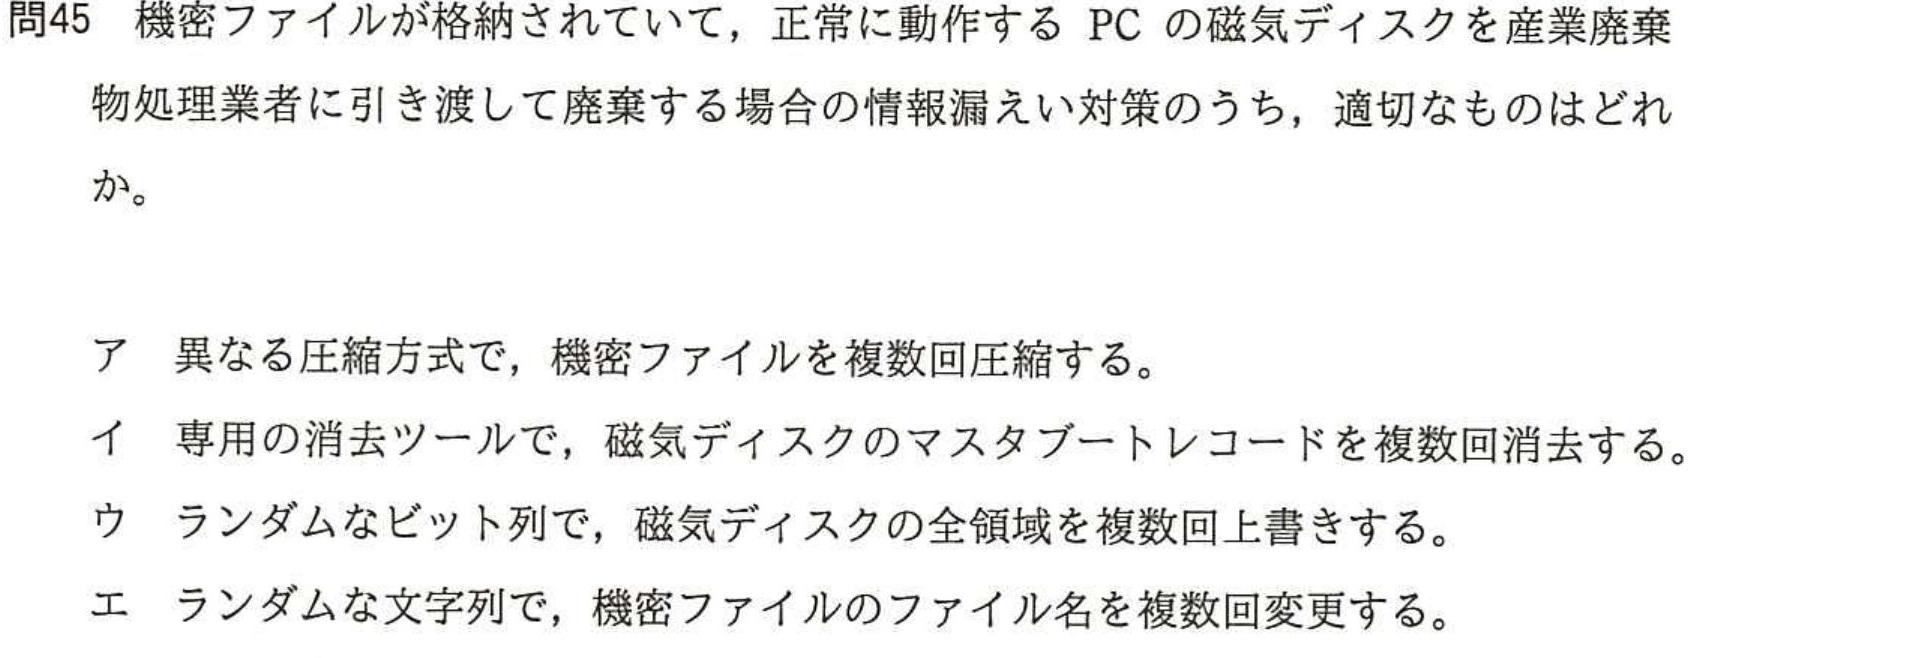 問45 機密ファイルが格納されていて，正常に動作する PC の磁気ディスクを産業廃棄
物処理業者に引き渡して廃棄する場合の情報漏えい対策のうち，適切なものはどれ
か。
ア 異なる圧縮方式で，機密ファイルを複数回圧縮する。
イ 専用の消去ツールで，磁気ディスクのマスタブートレコードを複数回消去する。
ウ ランダムなビット列で，磁気ディスクの全領域を複数回上書きする。
エ ランダムな文字列で，機密ファイルのファイル名を複数回変更する。